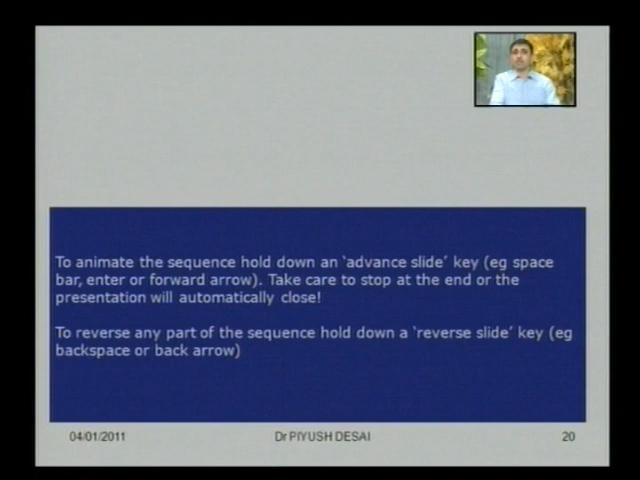 To animate the sequence hold down an ‘advance slide’ key (eg space
bar, enter or forward arrow). Take care to stop at the end or the
presentation will automatically close!
To reverse any part of the sequence hold down a ‘reverse slide’ key (eg
backspace or back arrow)
04/01/2011
Dr PIYUSH DESAI
20